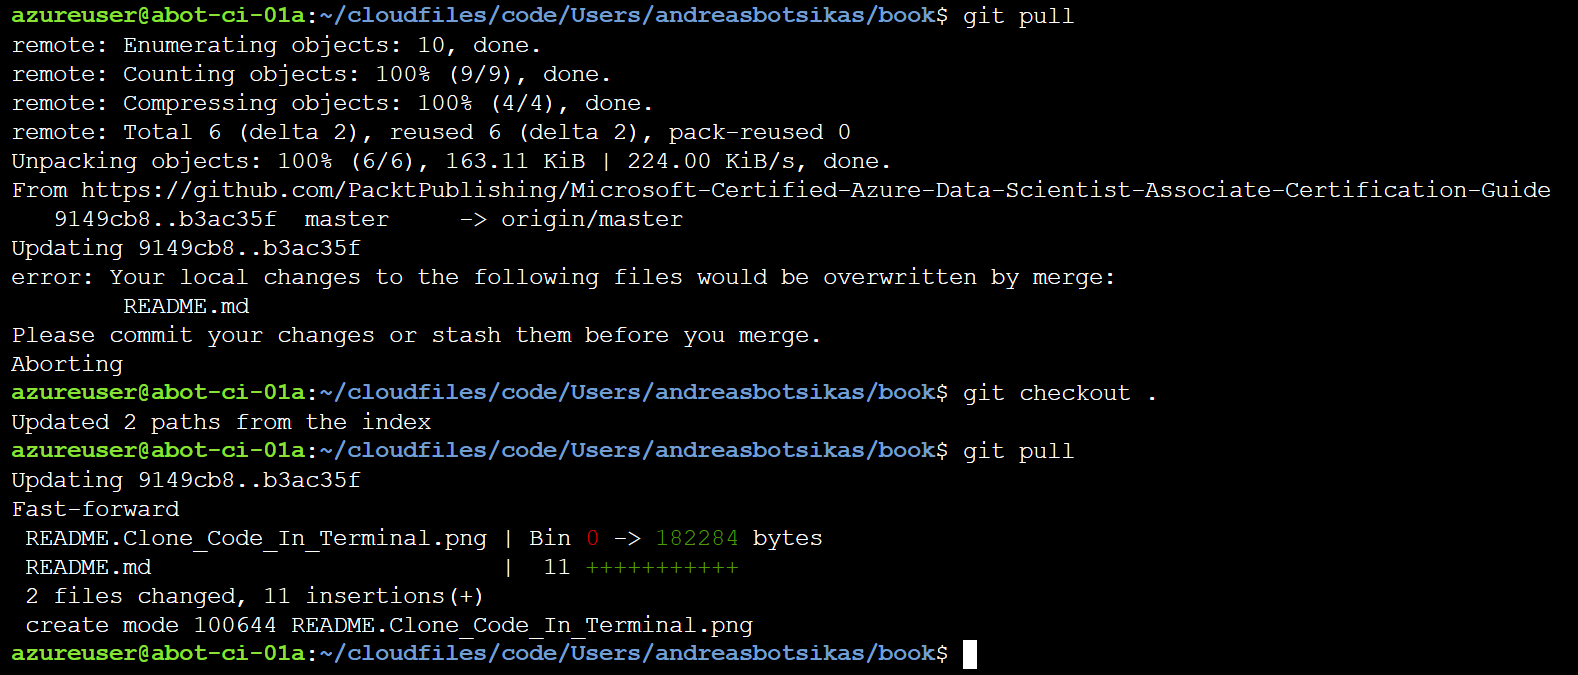 azureuser@abot-ci-01a:~/cloudfiles/code/Users/andreasbotsikas/book$ git pull
remote: Enumerating objects: 10, done.
remote: Counting objects: 100% (9/9), done.
remote: Compressing objects: 100% (4/4), done.
remote: Total 6 (delta 2), reused 6 (delta 2), pack-reused 0
Unpacking objects: 100% (6/6), 163.11 KiB | 224.00 KiB/s, done.
From https://github.com/PacktPublishing/Microsoft-Certified-Azure-Data-Scientist-Associate-Certification-Guide
   9149cb8..b3ac35f  master     -> origin/master
Updating 9149cb8..b3ac35f
error: Your local changes to the following files would be overwritten by merge:
        README.md
Please commit your changes or stash them before you merge.
Aborting
azureuser@abot-ci-01a:~/cloudfiles/code/Users/andreasbotsikas/book$ git checkout .
Updated 2 paths from the index
azureuser@abot-ci-01a:~/cloudfiles/code/Users/andreasbotsikas/book$ git pull
Updating 9149cb8..b3ac35f
Fast-forward
 README.Clone_Code_In_Terminal.png | Bin 0 -> 182284 bytes
 README.md                         |  11 +++++++++++
 2 files changed, 11 insertions(+)
 create mode 100644 README.Clone_Code_In_Terminal.png
azureuser@abot-ci-01a:~/cloudfiles/code/Users/andreasbotsikas/book$